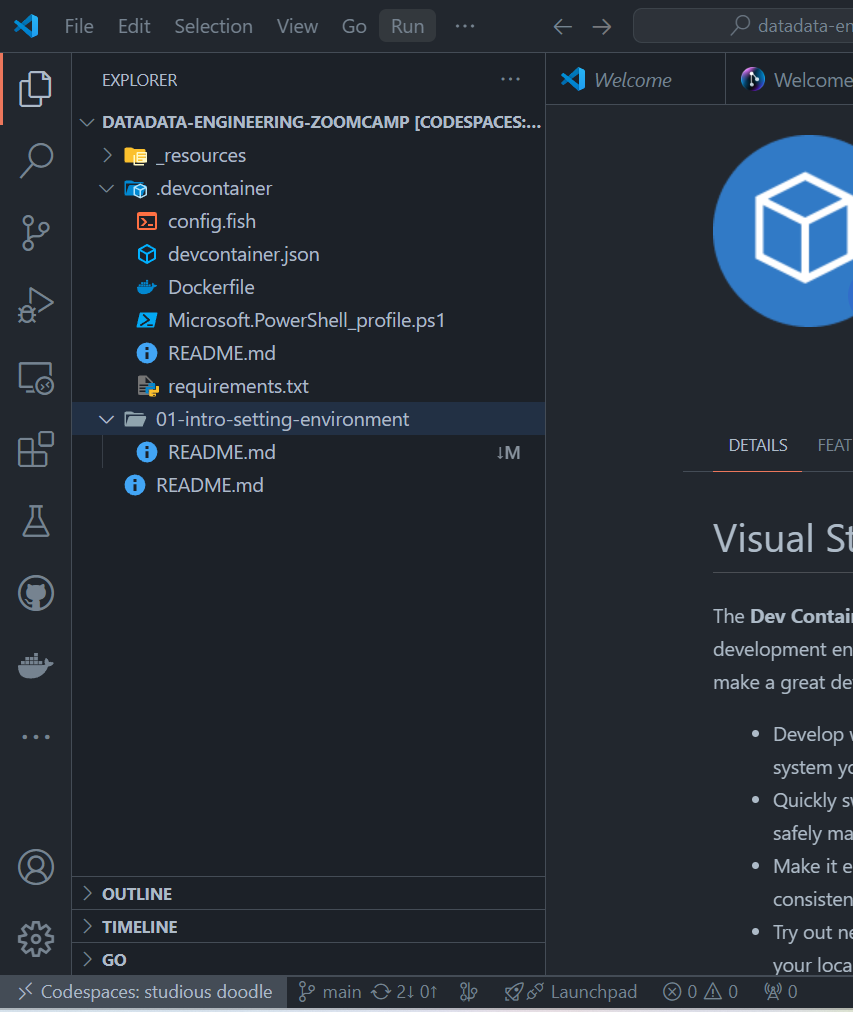 File Edit Selection View Go Run ···
datadata-en
EXPLORER ···
Welcome
Welcome
DATADATA-ENGINEERING-ZOOMCAMP [CODESPACES:...
_resources
.devcontainer
config.fish
devcontainer.json
Dockerfile
Microsoft.PowerShell_profile.ps1
README.md
requirements.txt
01-intro-setting-environment
README.md ↓M
README.md
OUTLINE
TIMELINE
GO
DETAILS FEAT
Visual St
The Dev Contai
development en
make a great de
• Develop w
system yo
• Quickly sw
safely ma
• Make it e
consisten
• Try out ne
your loca
Codespaces: studious doodle main 2↓ 0↑ Launchpad 0 0 0